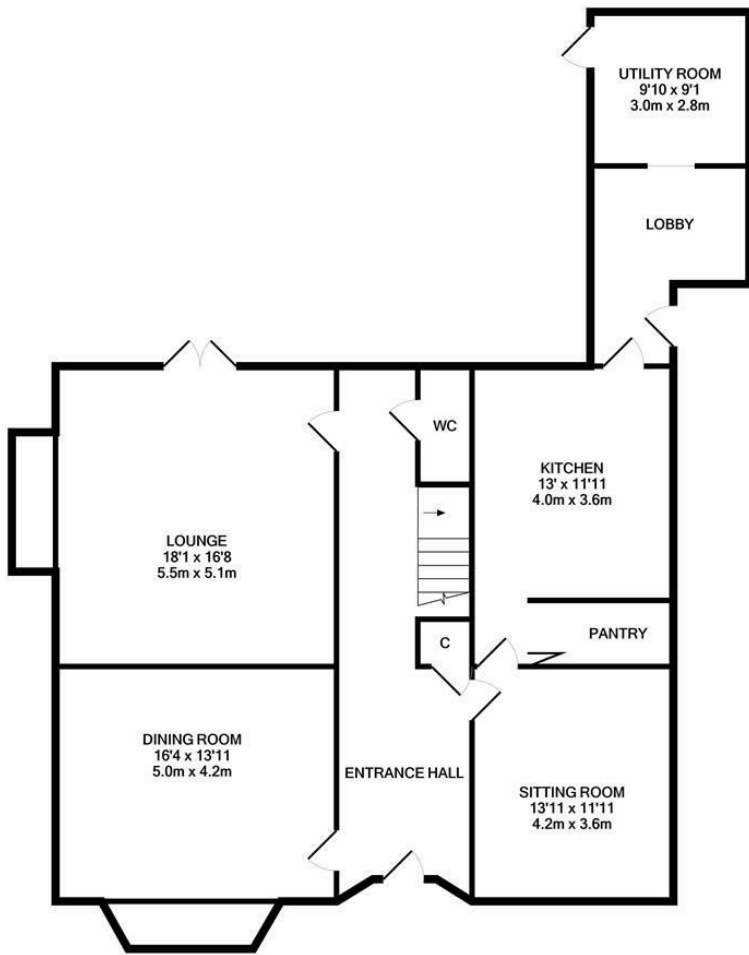 UTILITY ROOM
9'10 x 9'1
3.0m x 2.8m
LOBBY
WC
KITCHEN
13' x 11'11
4.0m x 3.6m
LOUNGE
18'1 x 16'8
5.5m x 5.1m
PANTRY
C
DINING ROOM
16'4 x 13'11
5.0m x 4.2m
ENTRANCE HALL
SITTING ROOM
13'11 x 11'11
4.2m x 3.6m